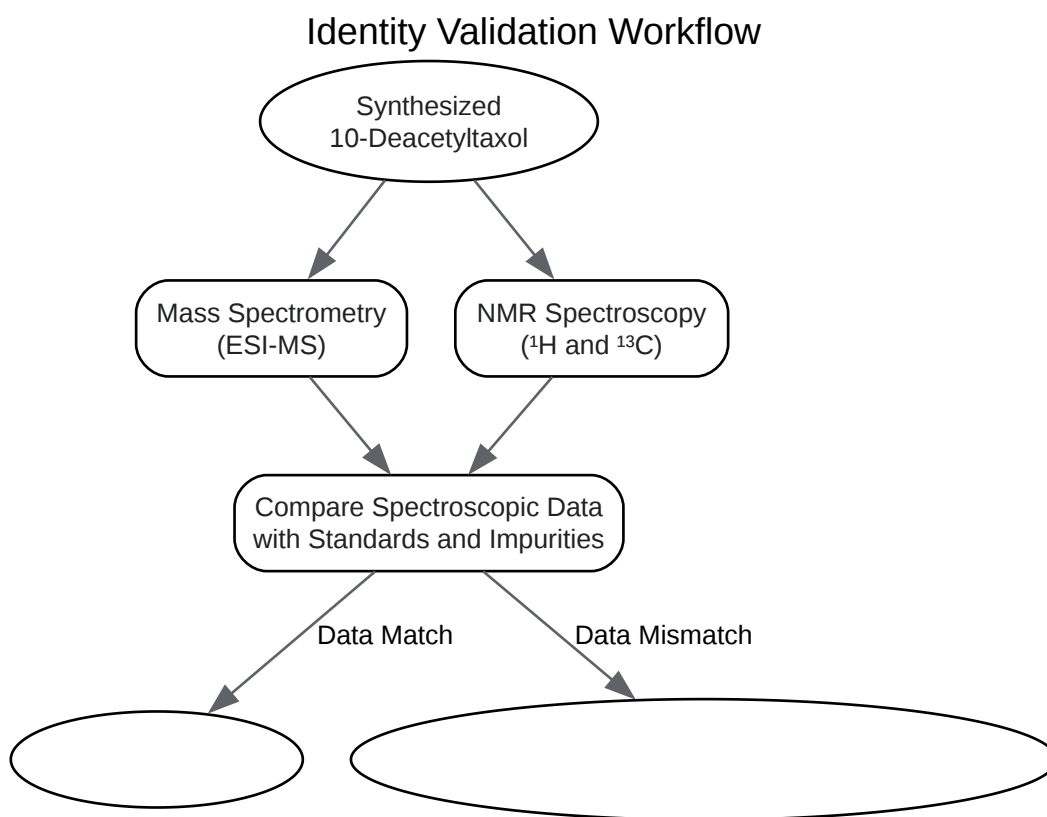 Identity Validation Workflow
Synthesized
10-Deacetyltaxol
Mass Spectrometry
(ESI-MS)
NMR Spectroscopy
(¹H and ¹³C)
Compare Spectroscopic Data
with Standards and Impurities
Data Match
Data Mismatch